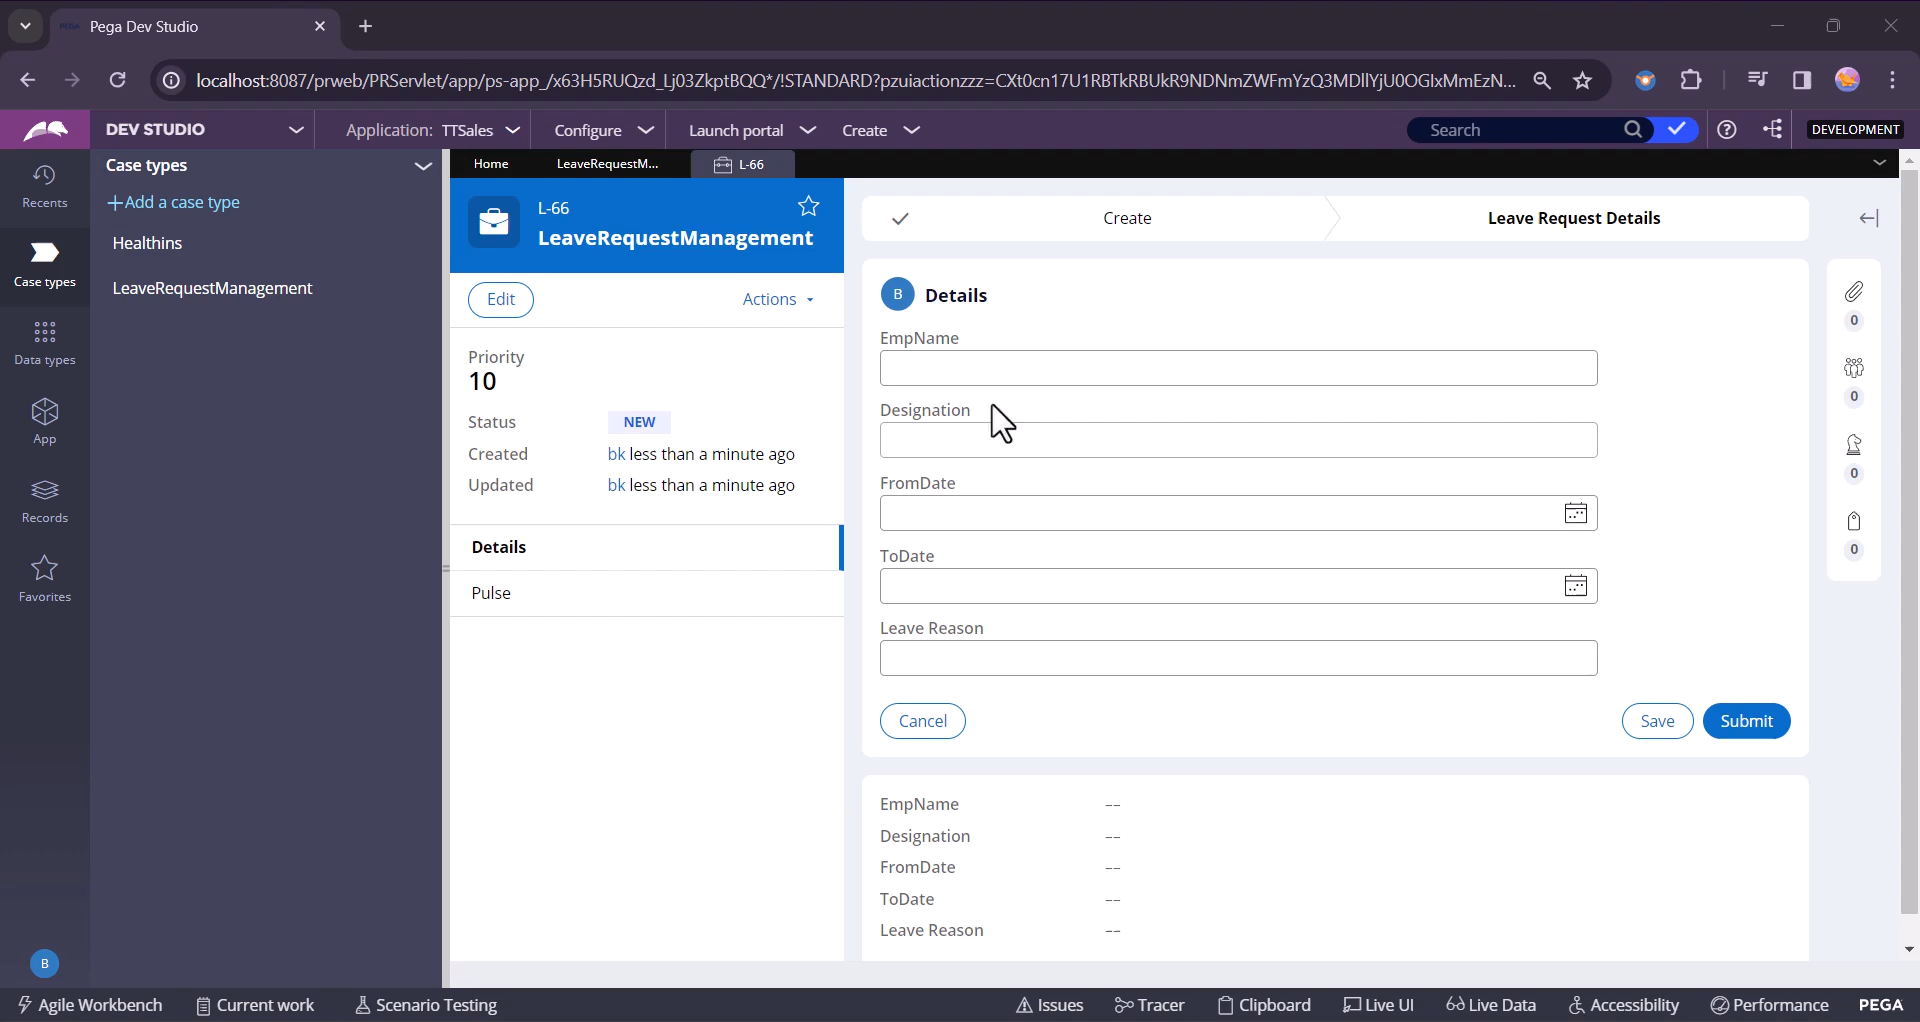 Pega Dev Studio
localhost:8087/prweb/PRServlet/app/ps-app_/x63H5RUQzd_Lj03ZkptBQQ*/!STANDARD?pzuiactionzzz=CXt0cn17U1RBTkRBUkR9NDNmZWFmYzQ3MDllYjU0OGIxMmEzN...
DEV STUDIO
Application: TTSales
Configure
Launch portal
Create
Search
DEVELOPMENT
Recents
Case types
Data types
App
Records
Favorites
B
Case types
+Add a case type
Healthins
LeaveRequestManagement
Home
LeaveRequestM...
L-66
L-66
LeaveRequestManagement
Edit
Actions
Priority
10
Status NEW
Created bk less than a minute ago
Updated bk less than a minute ago
Details
Pulse
Create
Leave Request Details
B Details
EmpName
Designation
FromDate
ToDate
Leave Reason
Cancel
Save
Submit
EmpName --
Designation --
FromDate --
ToDate --
Leave Reason --
0
0
0
0
Agile Workbench
Current work
Scenario Testing
Issues
Tracer
Clipboard
Live UI
Live Data
Accessibility
Performance
PEGA